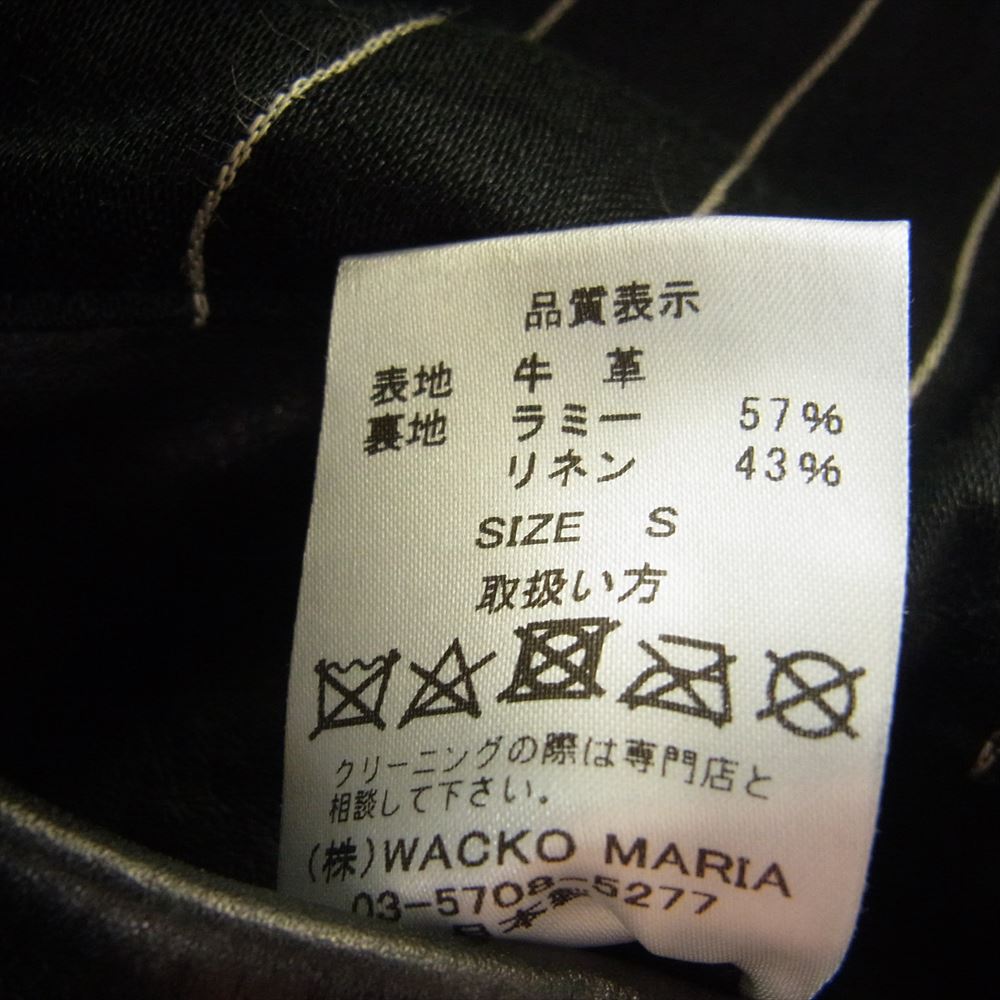 品質表示
表地 牛 革
裏地 ラミー 57%
リネン 43%
SIZE S
取扱い方
クリーニングの際は専門店と
相談して下さい。
(株)WACKO MARIA
03-5708-5277